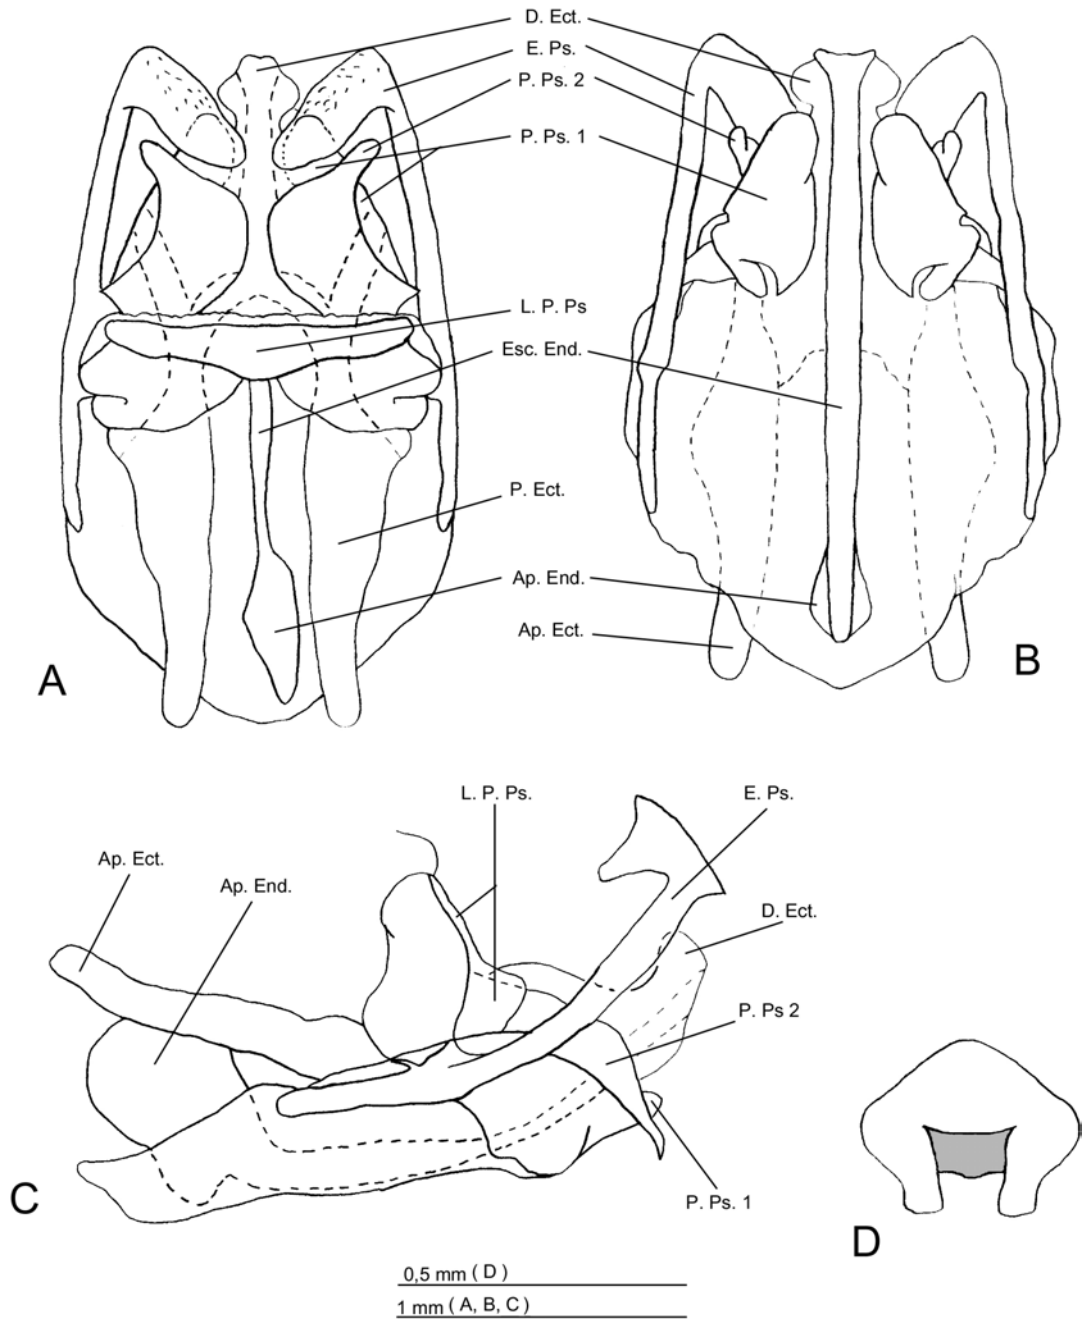 D. Ect.
E. Ps.
P. Ps. 2
P. Ps. 1
L. P. Ps
Esc. End.
P. Ect.
Ap. End.
Ap. Ect.
A
B
L. P. Ps.
E. Ps.
Ap. Ect.
Ap. End.
D. Ect.
P. Ps 2
P. Ps. 1
C
D
0,5 mm ( D )
1 mm ( A, B, C )